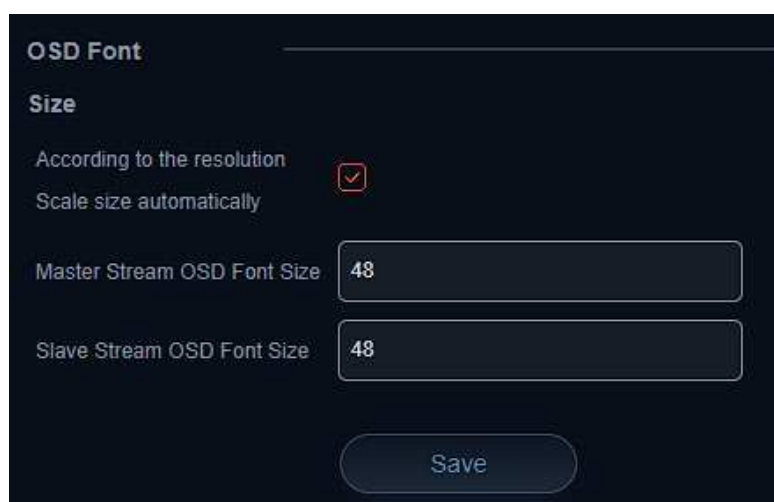 OSD Font
Size
According to the resolution
Scale size automatically
Master Stream OSD Font Size
48
Slave Stream OSD Font Size
48
Save